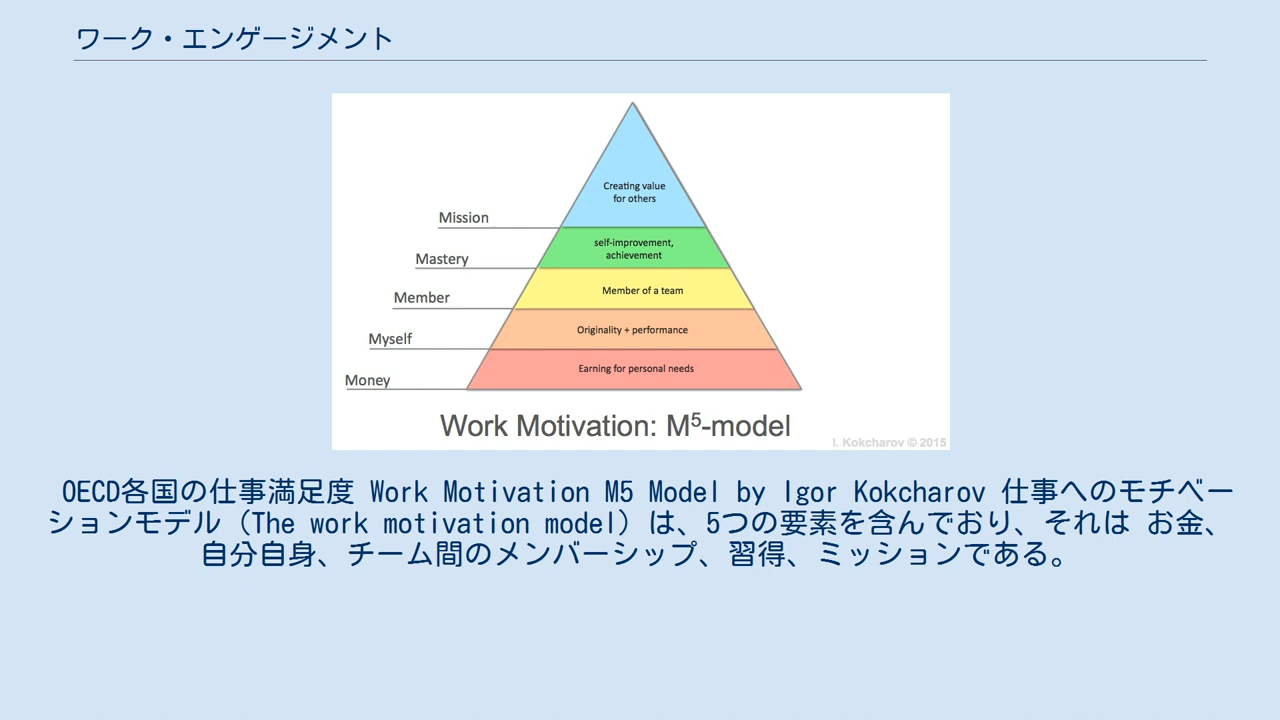 ワーク・エンゲージメント
Creating value
for others
Mission
self-improvement,
achievement
Mastery
Member of a team
Member
Originality + performance
Myself
Earning for personal needs
Money
Work Motivation: M⁵-model
I. Kokcharov © 2015
OECD各国の仕事満足度 Work Motivation M5 Model by Igor Kokcharov 仕事へのモチベー
ションモデル（The work motivation model）は、5つの要素を含んでおり、それは お金、
自分自身、チーム間のメンバーシップ、習得、ミッションである。